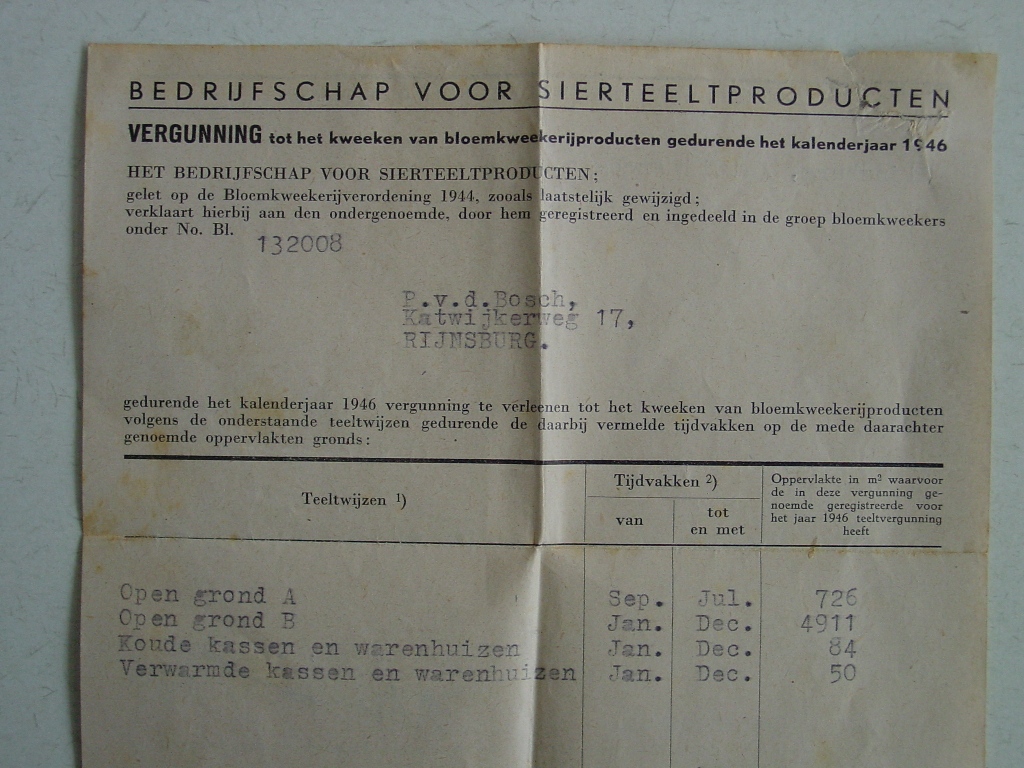 BEDRIJFSCHAP VOOR SIERTEELTPRODUCTEN
VERGUNNING tot het kweeken van bloemkweekerijproducten gedurende het kalenderjaar 1946
HET BEDRIJFSCHAP VOOR SIERTEELTPRODUCTEN;
gelet op de Bloemkweekerijverordening 1944, zooals laatstelijk gewijzigd;
verklaart hierbij aan den ondergenoemde, door hem geregistreerd en ingedeeld in de groep bloemkweekers
onder No. Bl.
132008
P.v.d.Bosch,
Katwijkerweg 17,
RIJNSBURG.
gedurende het kalenderjaar 1946 vergunning te verleenen tot het kweeken van bloemkweekerijproducten
volgens de onderstaande teeltwijzen gedurende de daarbij vermelde tijdvakken op de mede daarachter
genoemde oppervlakten gronds:
Teeltwijzen 1)
Tijdvakken 2)
van
tot
en met
Oppervlakte in m² waarvoor
de in deze vergunning ge-
noemde geregistreerde voor
het jaar 1946 teeltvergunning
heeft
Open grond A Sep. Jul. 726
Open grond B Jan. Dec. 4911
Koude kassen en warenhuizen Jan. Dec. 84
Verwarmde kassen en warenhuizen Jan. Dec. 50